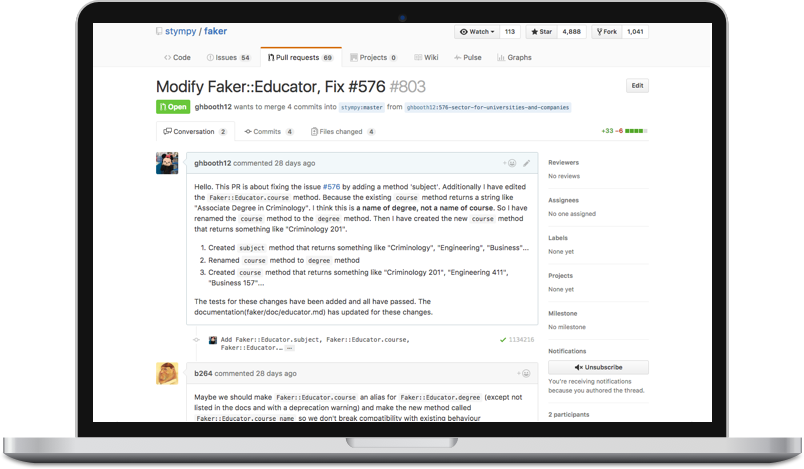 stympy / faker
Watch 113 Star 4,888 Fork 1,041
Code Issues 54 Pull requests 69 Projects 0 Wiki Pulse Graphs
Modify Faker::Educator, Fix #576 #803
Edit
Open ghbooth12 wants to merge 4 commits into stympy:master from ghbooth12:576-sector-for-universities-and-companies
Conversation 2 Commits 4 Files changed 4
+33 −6
ghbooth12 commented 28 days ago
Hello. This PR is about fixing the issue #576 by adding a method 'subject'. Additionally I have edited
the Faker::Educator.course method. Because the existing course method returns a string like
"Associate Degree in Criminology". I think this is a name of degree, not a name of course. So I have
renamed the course method to the degree method. Then I have created the new course method
that returns something like "Criminology 201".
1. Created subject method that returns something like "Criminology", "Engineering", "Business"...
2. Renamed course method to degree method
3. Created course method that returns something like "Criminology 201", "Engineering 411",
"Business 157"...
The tests for these changes have been added and all have passed. The
documentation(faker/doc/educator.md) has updated for these changes.
Add Faker::Educator.subject, Faker::Educator.course,
Faker::Educator.… …
1134216
b264 commented 28 days ago
Maybe we should make Faker::Educator.course an alias for Faker::Educator.degree (except not
listed in the docs and with a deprecation warning) and make the new method called
Faker::Educator.course_name so we don't break compatibility with existing behaviour
Reviewers
No reviews
Assignees
No one assigned
Labels
None yet
Projects
None yet
Milestone
No milestone
Notifications
Unsubscribe
You're receiving notifications
because you authored the thread.
2 participants